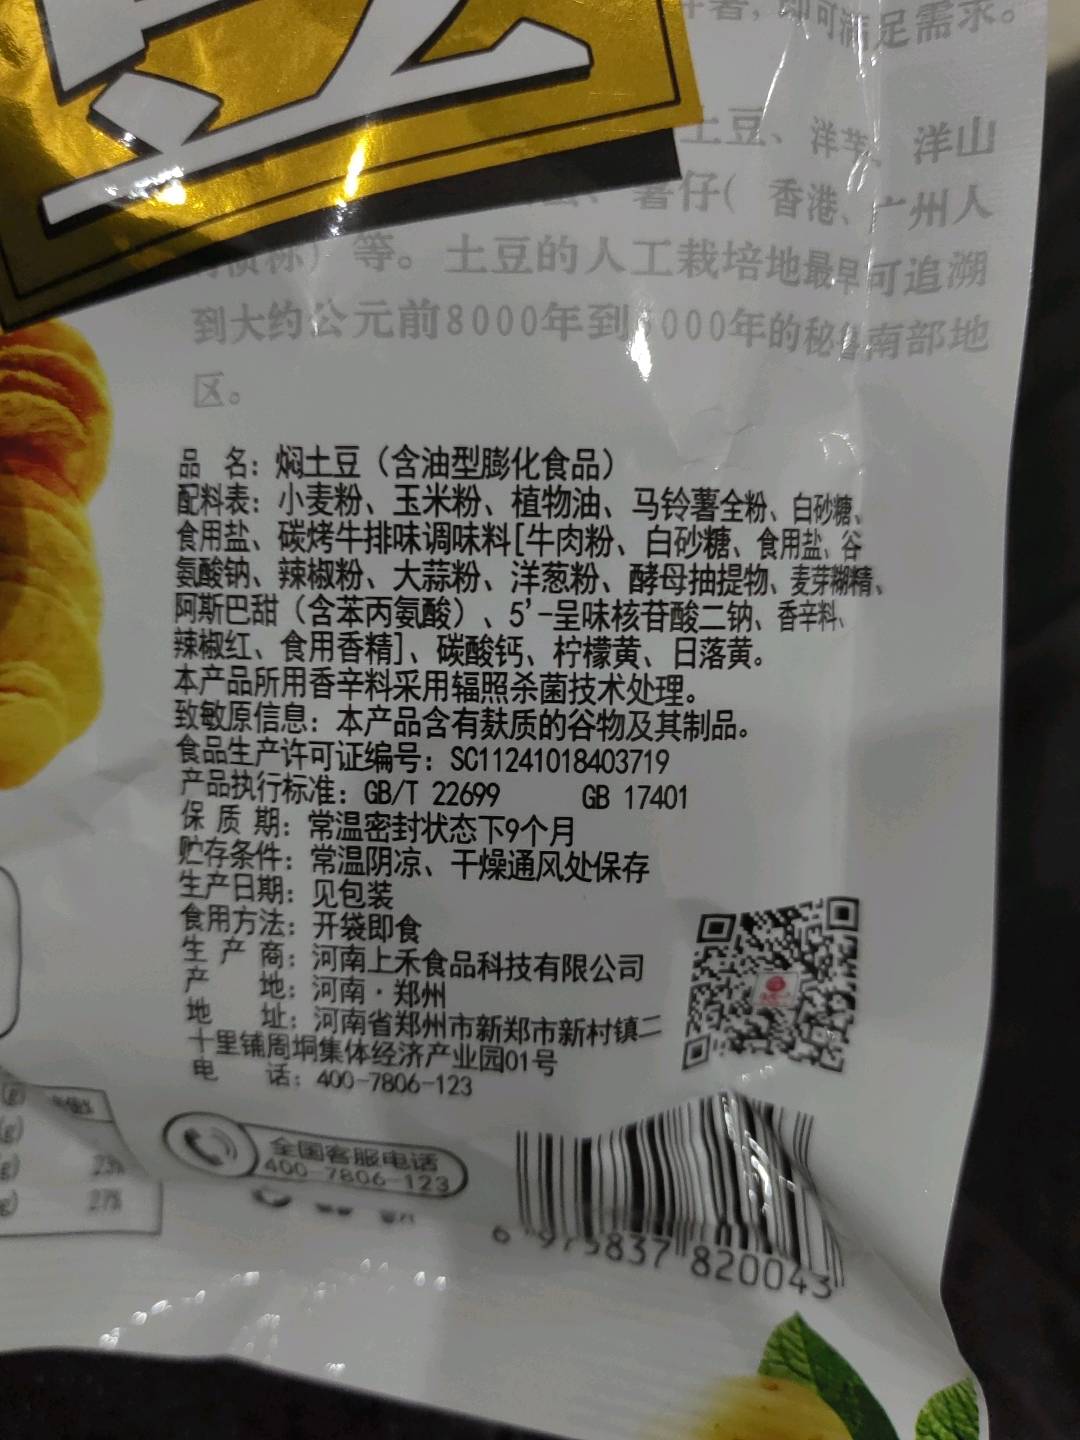 豆
即可满足需求。
土豆、洋芋、洋山
薯仔(香港、广州人
等。土豆的人工栽培地最早可追溯
到大约公元前8000年到 000年的秘鲁南部地
区。
品 名：焖土豆（含油型膨化食品）
配料表：小麦粉、玉米粉、植物油、马铃薯全粉、白砂糖、
食用盐、碳烤牛排味调味料[牛肉粉、白砂糖、食用盐、谷
氨酸钠、辣椒粉、大蒜粉、洋葱粉、酵母抽提物、麦芽糊精、
阿斯巴甜（含苯丙氨酸）、5’-呈味核苷酸二钠、香辛料、
辣椒红、食用香精]、碳酸钙、柠檬黄、日落黄。
本产品所用香辛料采用辐照杀菌技术处理。
致敏原信息：本产品含有麸质的谷物及其制品。
食品生产许可证编号：SC11241018403719
产品执行标准：GB/T 22699 GB 17401
保 质 期：常温密封状态下9个月
贮存条件：常温阴凉、干燥通风处保存
生产日期：见包装
食用方法：开袋即食
生 产 商：河南上禾食品科技有限公司
产 地：河南·郑州
地 址：河南省郑州市新郑市新村镇二
十里铺周垌集体经济产业园01号
电 话：400-7806-123
全国客服电话
400-7806-123
6 975837 820043
27%